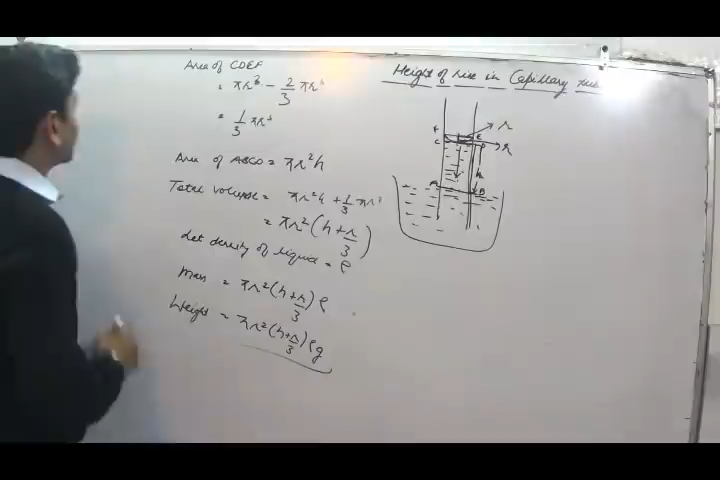 Area of CDEF
= πr³ - 2/3 πr³
= 1/3 πr³
Area of ABCD = πr²h
Total volume = πr²h + 1/3 πr³
= πr²(h + r/3)
Let density of liquid = ρ
Mass = πr²(h + r/3)ρ
Weight = πr²(h + r/3)ρg
Height of rise in Capillary tube
r
F E
C D
R
h
A B